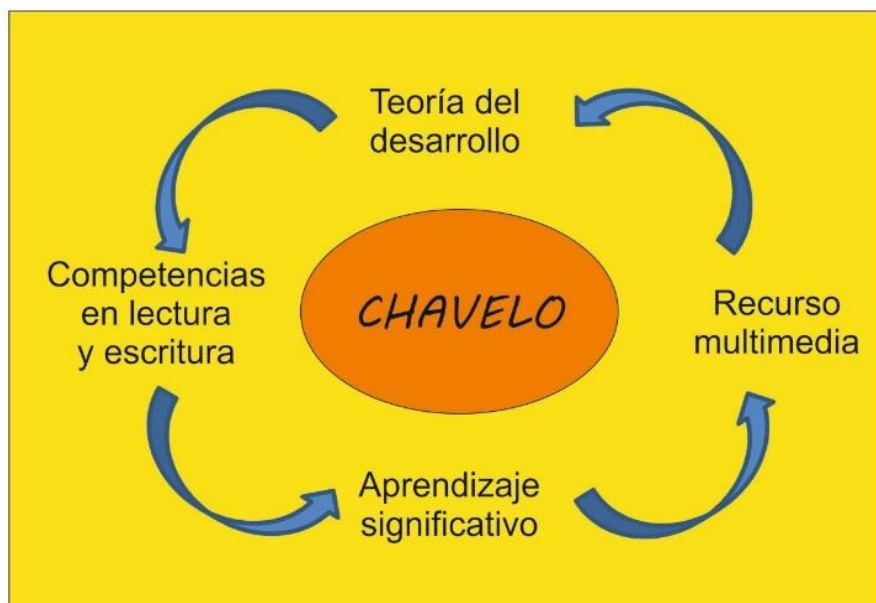 Teoría del
desarrollo
Competencias
en lectura
y escritura
CHAVELO
Recurso
multimedia
Aprendizaje
significativo